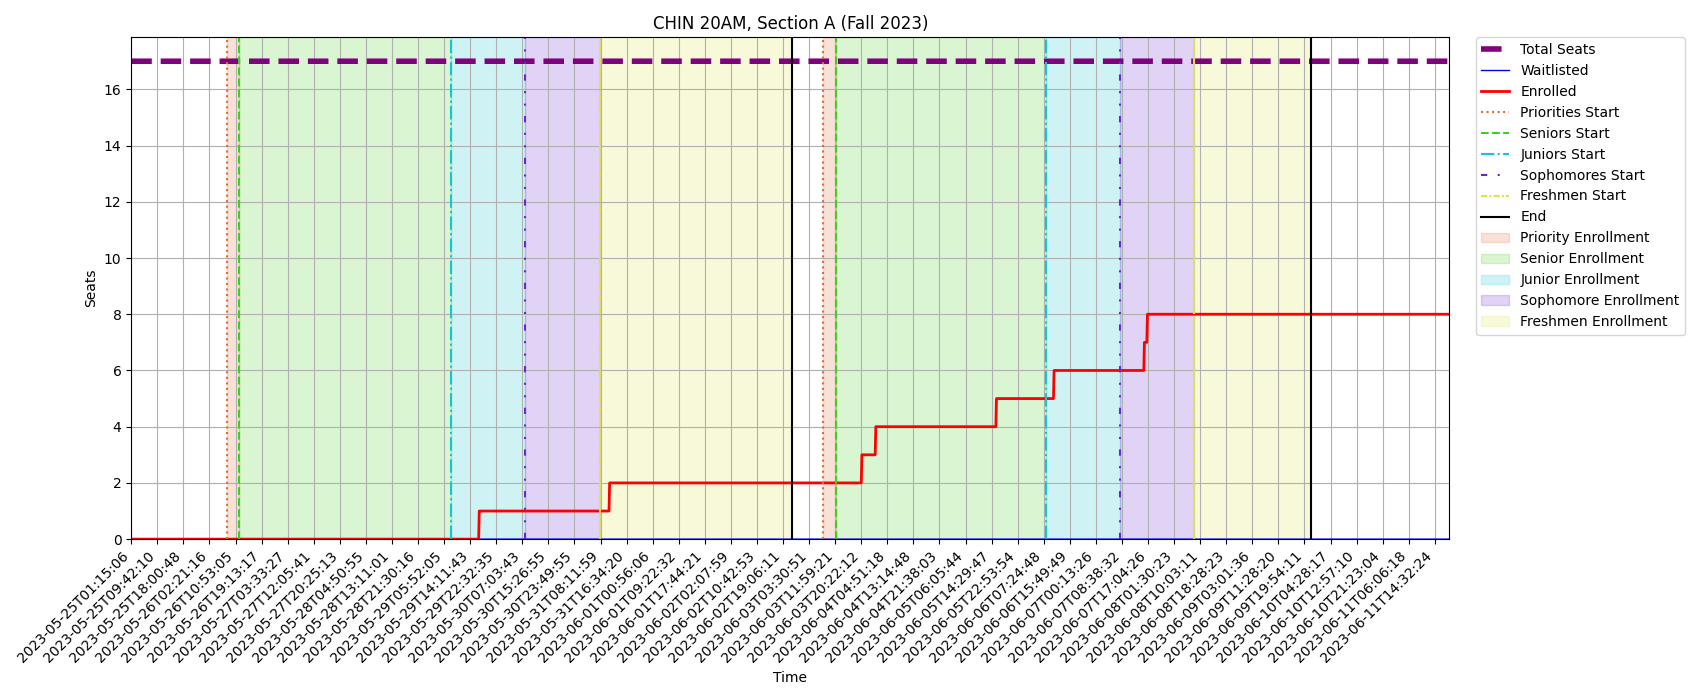 CHIN 20AM, Section A (Fall 2023)
Seats
16
14
12
10
8
6
4
2
0
2023-05-25T01:15:06
2023-05-25T09:42:10
2023-05-25T18:00:48
2023-05-26T02:21:16
2023-05-26T10:53:05
2023-05-26T19:13:17
2023-05-27T03:33:27
2023-05-27T12:05:41
2023-05-27T20:25:13
2023-05-28T04:50:55
2023-05-28T13:11:01
2023-05-28T21:30:16
2023-05-29T05:52:05
2023-05-29T14:11:43
2023-05-29T22:32:35
2023-05-30T07:03:43
2023-05-30T15:26:55
2023-05-30T23:49:55
2023-05-31T08:11:59
2023-05-31T16:34:20
2023-06-01T00:56:06
2023-06-01T09:22:32
2023-06-01T17:44:21
2023-06-02T02:07:59
2023-06-02T10:42:53
2023-06-02T19:06:11
2023-06-03T03:30:51
2023-06-03T11:59:21
2023-06-03T20:22:12
2023-06-04T04:51:18
2023-06-04T13:14:48
2023-06-04T21:38:03
2023-06-05T06:05:44
2023-06-05T14:29:47
2023-06-05T22:53:54
2023-06-06T07:24:48
2023-06-06T15:49:49
2023-06-07T00:13:26
2023-06-07T08:38:32
2023-06-07T17:04:26
2023-06-08T01:30:23
2023-06-08T10:03:11
2023-06-08T18:28:23
2023-06-09T03:01:36
2023-06-09T11:28:20
2023-06-09T19:54:11
2023-06-10T04:28:17
2023-06-10T12:57:10
2023-06-10T21:23:04
2023-06-11T06:06:18
2023-06-11T14:32:24
Time
Total Seats
Waitlisted
Enrolled
Priorities Start
Seniors Start
Juniors Start
Sophomores Start
Freshmen Start
End
Priority Enrollment
Senior Enrollment
Junior Enrollment
Sophomore Enrollment
Freshmen Enrollment